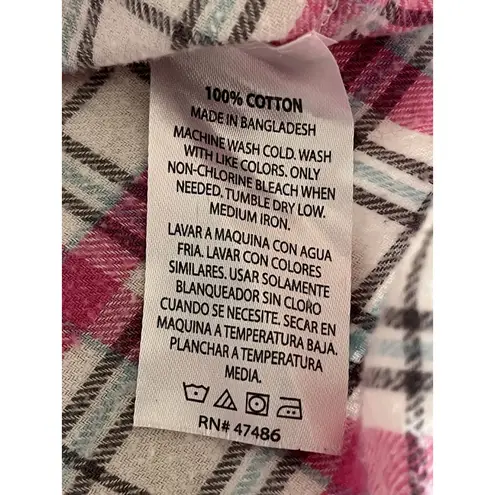 100% COTTON
MADE IN BANGLADESH
MACHINE WASH COLD. WASH
WITH LIKE COLORS. ONLY
NON-CHLORINE BLEACH WHEN
NEEDED. TUMBLE DRY LOW.
MEDIUM IRON.
LAVAR A MAQUINA CON AGUA
FRIA. LAVAR CON COLORES
SIMILARES. USAR SOLAMENTE
BLANQUEADOR SIN CLORO
CUANDO SE NECESITE. SECAR EN
MAQUINA A TEMPERATURA BAJA.
PLANCHAR A TEMPERATURA
MEDIA.
RN# 47486